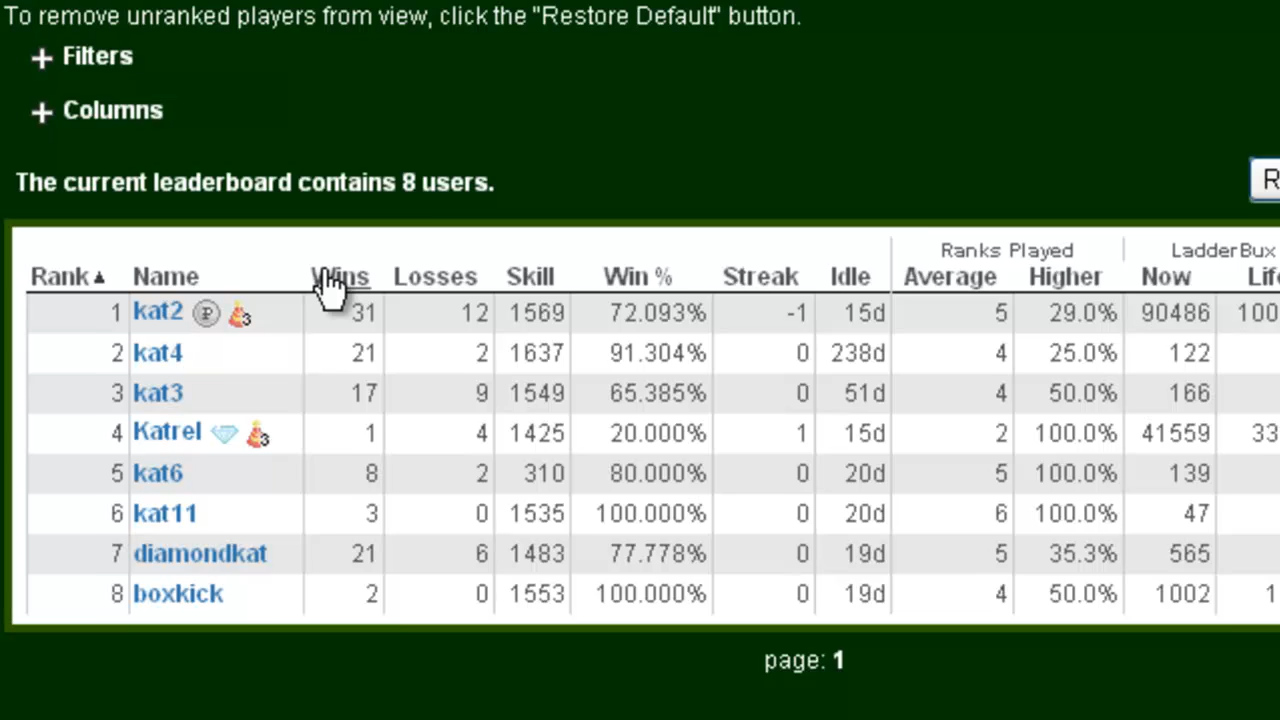 To remove unranked players from view, click the "Restore Default" button.
+ Filters
+ Columns
The current leaderboard contains 8 users.
R
Ranks Played LadderBux
Rank▲ Name Wins Losses Skill Win % Streak Idle Average Higher Now Life
1 kat2 P 3 31 12 1569 72.093% -1 15d 5 29.0% 90486 100
2 kat4 21 2 1637 91.304% 0 238d 4 25.0% 122
3 kat3 17 9 1549 65.385% 0 51d 4 50.0% 166
4 Katrel 3 1 4 1425 20.000% 1 15d 2 100.0% 41559 33
5 kat6 8 2 310 80.000% 0 20d 5 100.0% 139
6 kat11 3 0 1535 100.000% 0 20d 6 100.0% 47
7 diamondkat 21 6 1483 77.778% 0 19d 5 35.3% 565
8 boxkick 2 0 1553 100.000% 0 19d 4 50.0% 1002 1
page: 1